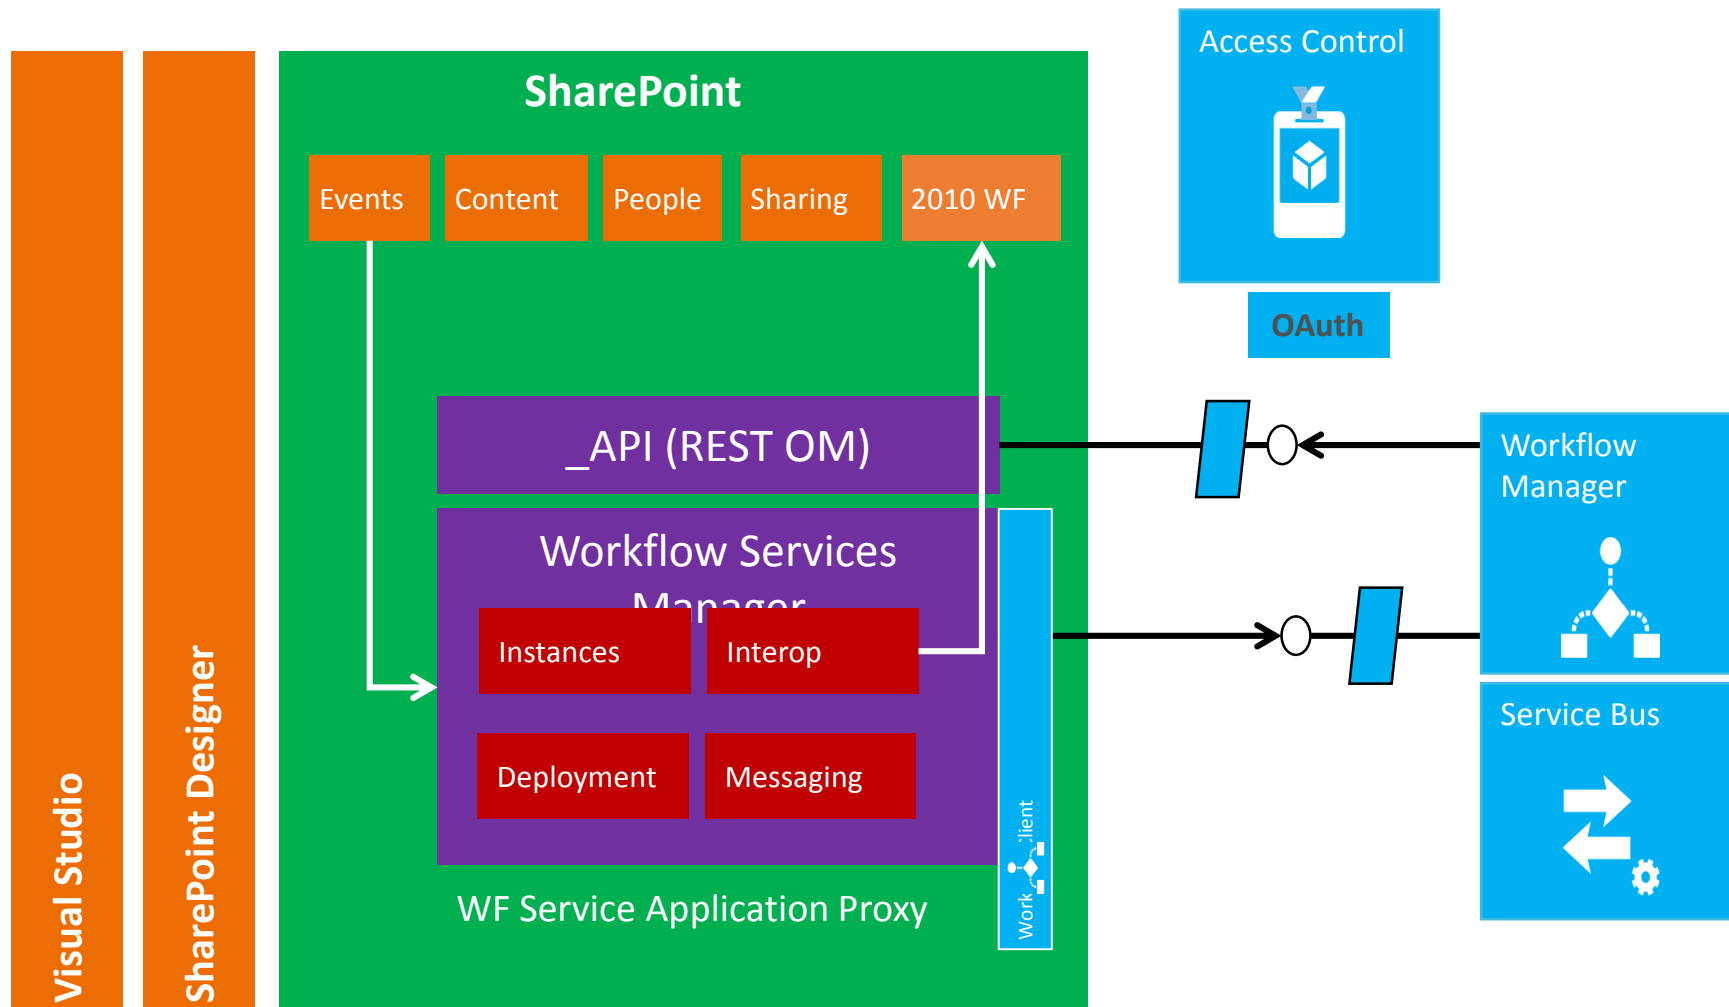 Access Control
SharePoint
Events
Content
People
Sharing
2010 WF
OAuth
_API (REST OM)
Workflow
Manager
Workflow Services
Manager
Instances
Interop
Deployment
Messaging
Service Bus
WF Service Application Proxy
Visual Studio
SharePoint Designer